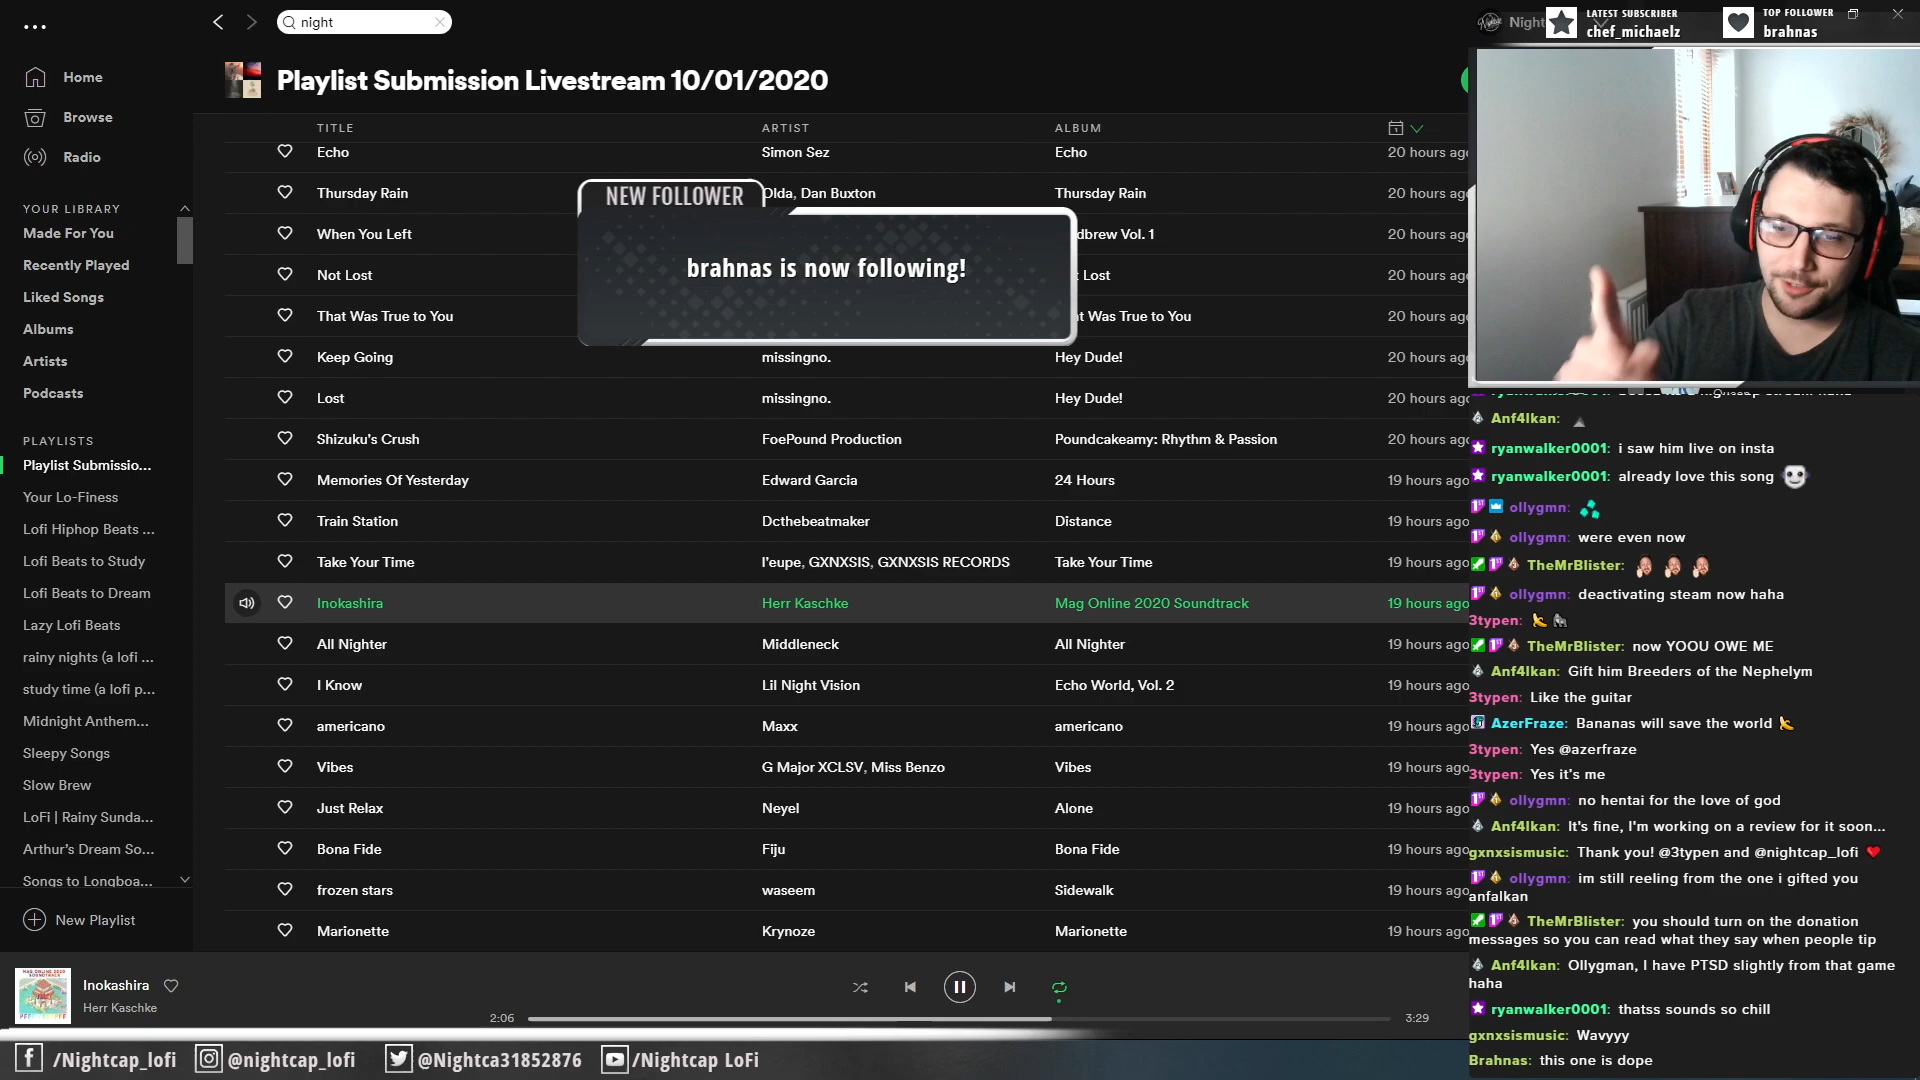 night
Night
LATEST SUBSCRIBER
chef_michaelz
TOP FOLLOWER
brahnas
Home
Browse
Radio
YOUR LIBRARY
Made For You
Recently Played
Liked Songs
Albums
Artists
Podcasts
PLAYLISTS
Playlist Submissio...
Your Lo-Finess
Lofi Hiphop Beats ...
Lofi Beats to Study
Lofi Beats to Dream
Lazy Lofi Beats
rainy nights (a lofi ...
study time (a lofi p...
Midnight Anthem...
Sleepy Songs
Slow Brew
LoFi | Rainy Sunda...
Arthur's Dream So...
Songs to Longboa...
New Playlist
Playlist Submission Livestream 10/01/2020
TITLE ARTIST ALBUM
Echo Simon Sez Echo 20 hours ago
Thursday Rain Olda, Dan Buxton Thursday Rain 20 hours ago
When You Left dbrew Vol. 1 20 hours ago
Not Lost Lost 20 hours ago
That Was True to You t Was True to You 20 hours ago
Keep Going missingno. Hey Dude! 20 hours ago
Lost missingno. Hey Dude! 20 hours ago
Shizuku's Crush FoePound Production Poundcakeamy: Rhythm & Passion 20 hours ago
Memories Of Yesterday Edward Garcia 24 Hours 19 hours ago
Train Station Dcthebeatmaker Distance 19 hours ago
Take Your Time l'eupe, GXNXSIS, GXNXSIS RECORDS Take Your Time 19 hours ago
Inokashira Herr Kaschke Mag Online 2020 Soundtrack 19 hours ago
All Nighter Middleneck All Nighter 19 hours ago
I Know Lil Night Vision Echo World, Vol. 2 19 hours ago
americano Maxx americano 19 hours ago
Vibes G Major XCLSV, Miss Benzo Vibes 19 hours ago
Just Relax Neyel Alone 19 hours ago
Bona Fide Fiju Bona Fide 19 hours ago
frozen stars waseem Sidewalk 19 hours ago
Marionette Krynoze Marionette 19 hours ago
NEW FOLLOWER
brahnas is now following!
Anf4lkan:
ryanwalker0001: i saw him live on insta
ryanwalker0001: already love this song
ollygmn:
ollygmn: were even now
TheMrBlister:
ollygmn: deactivating steam now haha
3typen:
TheMrBlister: now YOOU OWE ME
Anf4lkan: Gift him Breeders of the Nephelym
3typen: Like the guitar
AzerFraze: Bananas will save the world
3typen: Yes @azerfraze
3typen: Yes it's me
ollygmn: no hentai for the love of god
Anf4lkan: It's fine, I'm working on a review for it soon...
gxnxsismusic: Thank you! @3typen and @nightcap_lofi
ollygmn: im still reeling from the one i gifted you
anfalkan
TheMrBlister: you should turn on the donation
messages so you can read what they say when people tip
Anf4lkan: Ollygman, I have PTSD slightly from that game
haha
ryanwalker0001: thatss sounds so chill
gxnxsismusic: Wavyyy
Brahnas: this one is dope
Inokashira
Herr Kaschke
2:06
3:29
/Nightcap_lofi @nightcap_lofi @Nightca31852876 /Nightcap LoFi